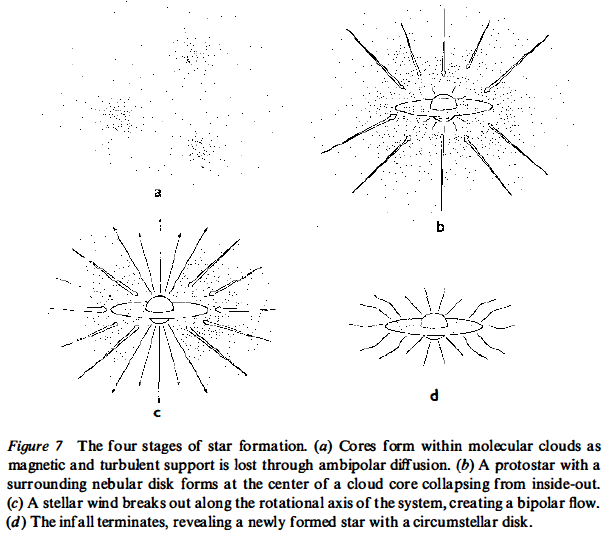 a
b
c
d
Figure 7 The four stages of star formation. (a) Cores form within molecular clouds as
magnetic and turbulent support is lost through ambipolar diffusion. (b) A protostar with a
surrounding nebular disk forms at the center of a cloud core collapsing from inside-out.
(c) A stellar wind breaks out along the rotational axis of the system, creating a bipolar flow.
(d) The infall terminates, revealing a newly formed star with a circumstellar disk.